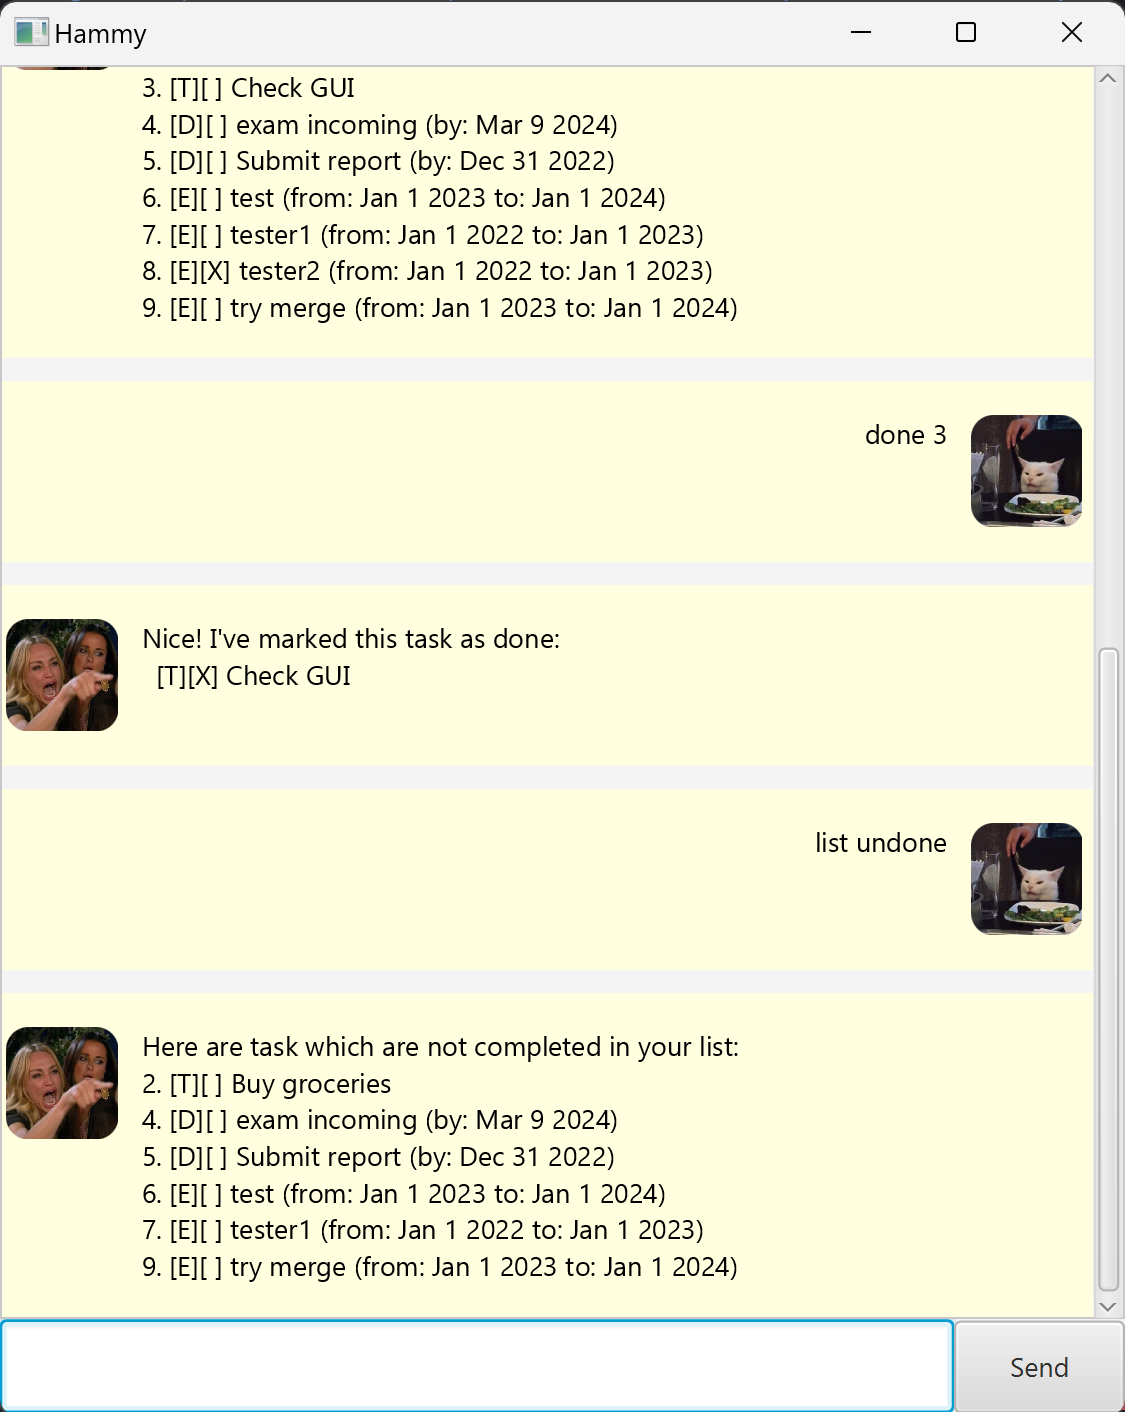 Hammy
3. [T][ ] Check GUI
4. [D][ ] exam incoming (by: Mar 9 2024)
5. [D][ ] Submit report (by: Dec 31 2022)
6. [E][ ] test (from: Jan 1 2023 to: Jan 1 2024)
7. [E][ ] tester1 (from: Jan 1 2022 to: Jan 1 2023)
8. [E][X] tester2 (from: Jan 1 2022 to: Jan 1 2023)
9. [E][ ] try merge (from: Jan 1 2023 to: Jan 1 2024)
done 3
Nice! I've marked this task as done:
[T][X] Check GUI
list undone
Here are task which are not completed in your list:
2. [T][ ] Buy groceries
4. [D][ ] exam incoming (by: Mar 9 2024)
5. [D][ ] Submit report (by: Dec 31 2022)
6. [E][ ] test (from: Jan 1 2023 to: Jan 1 2024)
7. [E][ ] tester1 (from: Jan 1 2022 to: Jan 1 2023)
9. [E][ ] try merge (from: Jan 1 2023 to: Jan 1 2024)
Send